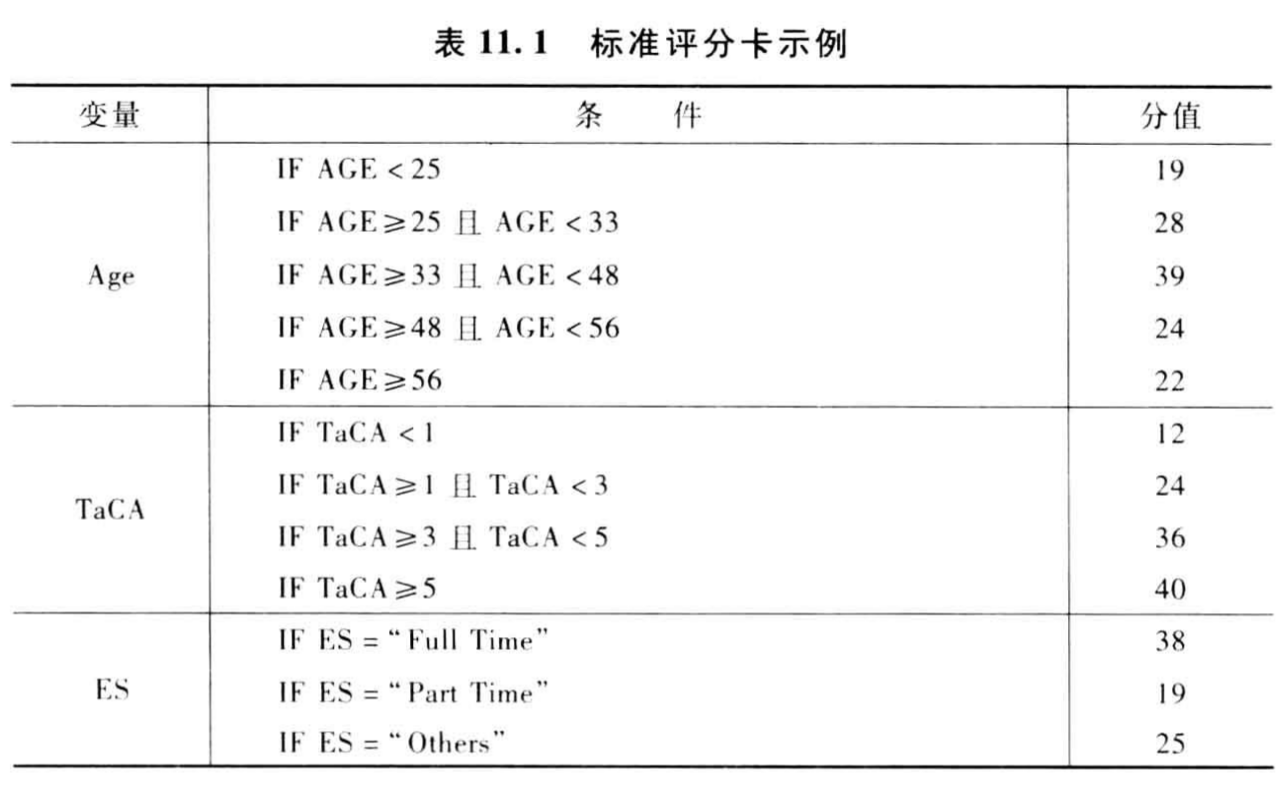 表 11.1 标准评分卡示例
变量 条 件 分值
IF AGE < 25 19
IF AGE ⩾ 25 且 AGE < 33 28
Age IF AGE ⩾ 33 且 AGE < 48 39
IF AGE ⩾ 48 且 AGE < 56 24
IF AGE ⩾ 56 22
IF TaCA < 1 12
IF TaCA ⩾ 1 且 TaCA < 3 24
TaCA
IF TaCA ⩾ 3 且 TaCA < 5 36
IF TaCA ⩾ 5 40
IF ES = “Full Time” 38
ES IF ES = “Part Time” 19
IF ES = “Others” 25